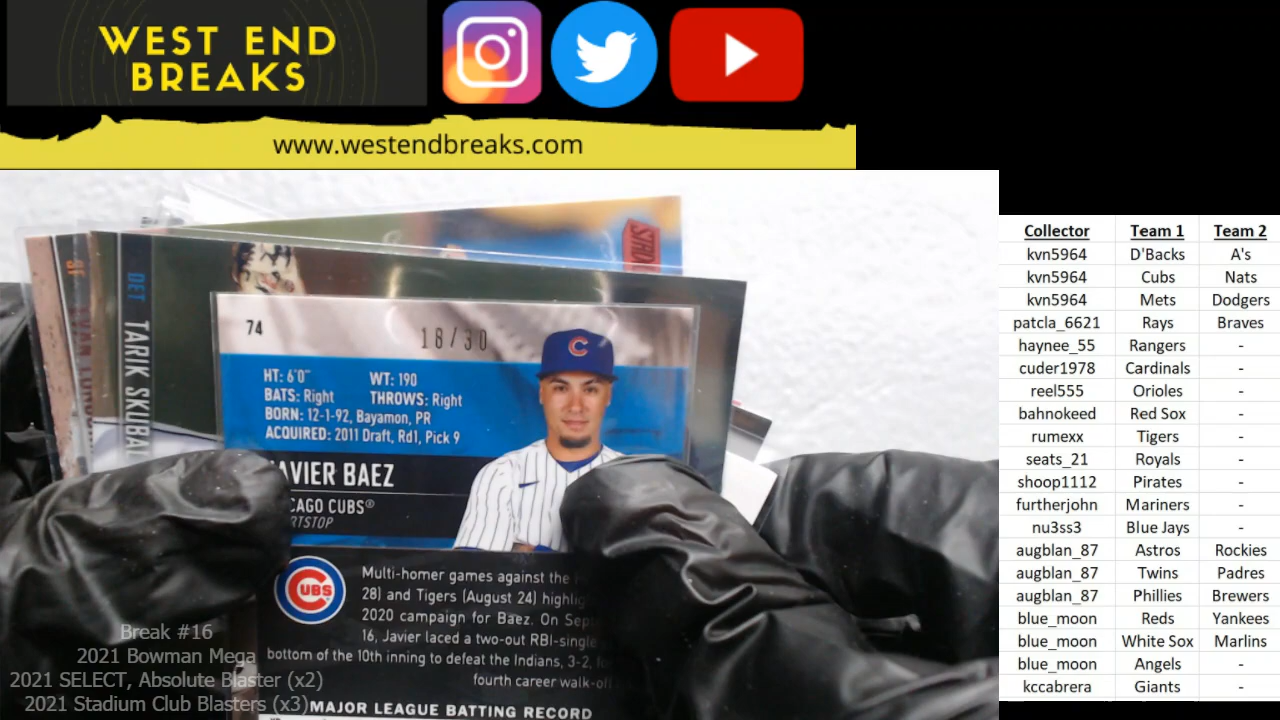 WEST END
BREAKS
www.westendbreaks.com
Collector Team 1 Team 2
kvn5964 D'Backs A's
kvn5964 Cubs Nats
kvn5964 Mets Dodgers
patcla_6621 Rays Braves
haynee_55 Rangers -
cuder1978 Cardinals -
reel555 Orioles -
bahnokeed Red Sox -
rumexx Tigers -
seats_21 Royals -
shoop1112 Pirates -
furtherjohn Mariners -
nu3ss3 Blue Jays -
augblan_87 Astros Rockies
augblan_87 Twins Padres
augblan_87 Phillies Brewers
blue_moon Reds Yankees
blue_moon White Sox Marlins
blue_moon Angels -
kccabrera Giants -
DET TARIK SKUBAL
74
18/30
HT: 6'0" WT: 190
BATS: Right THROWS: Right
BORN: 12-1-92, Bayamon, PR
ACQUIRED: 2011 Draft, Rd1, Pick 9
AVIER BAEZ
CAGO CUBS®
RTSTOP
CUBS
Multi-homer games against the
28) and Tigers (August 24)
2020 campaign for Baez. On
16, Javier laced a two-out RBI-single
bottom of the 10th inning to defeat the Indians, 3-2,
fourth career
MAJOR LEAGUE BATTING RECORD
Break #16
2021 Bowman Mega
2021 SELECT, Absolute Blaster (x2)
2021 Stadium Club Blasters (x3)